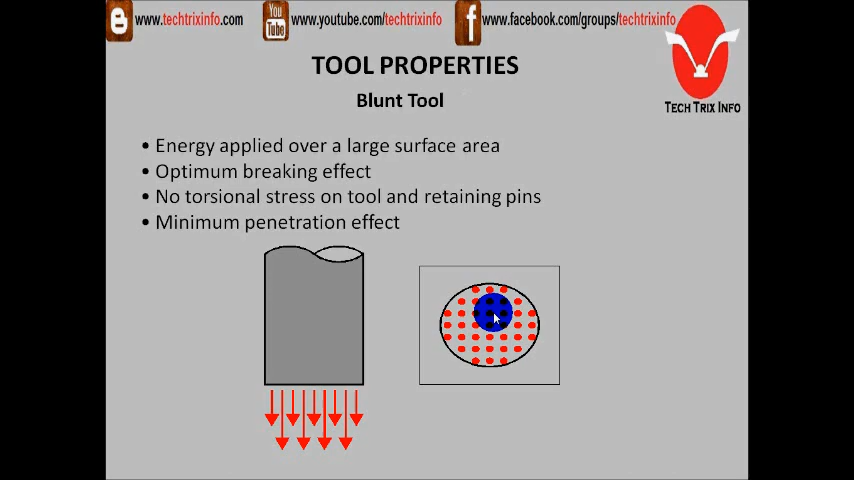 www.techtrixinfo.com
You
Tube
www.youtube.com/techtrixinfo
www.facebook.com/groups/techtrixinfo
TECH TRIX INFO
TOOL PROPERTIES
Blunt Tool
• Energy applied over a large surface area
• Optimum breaking effect
• No torsional stress on tool and retaining pins
• Minimum penetration effect